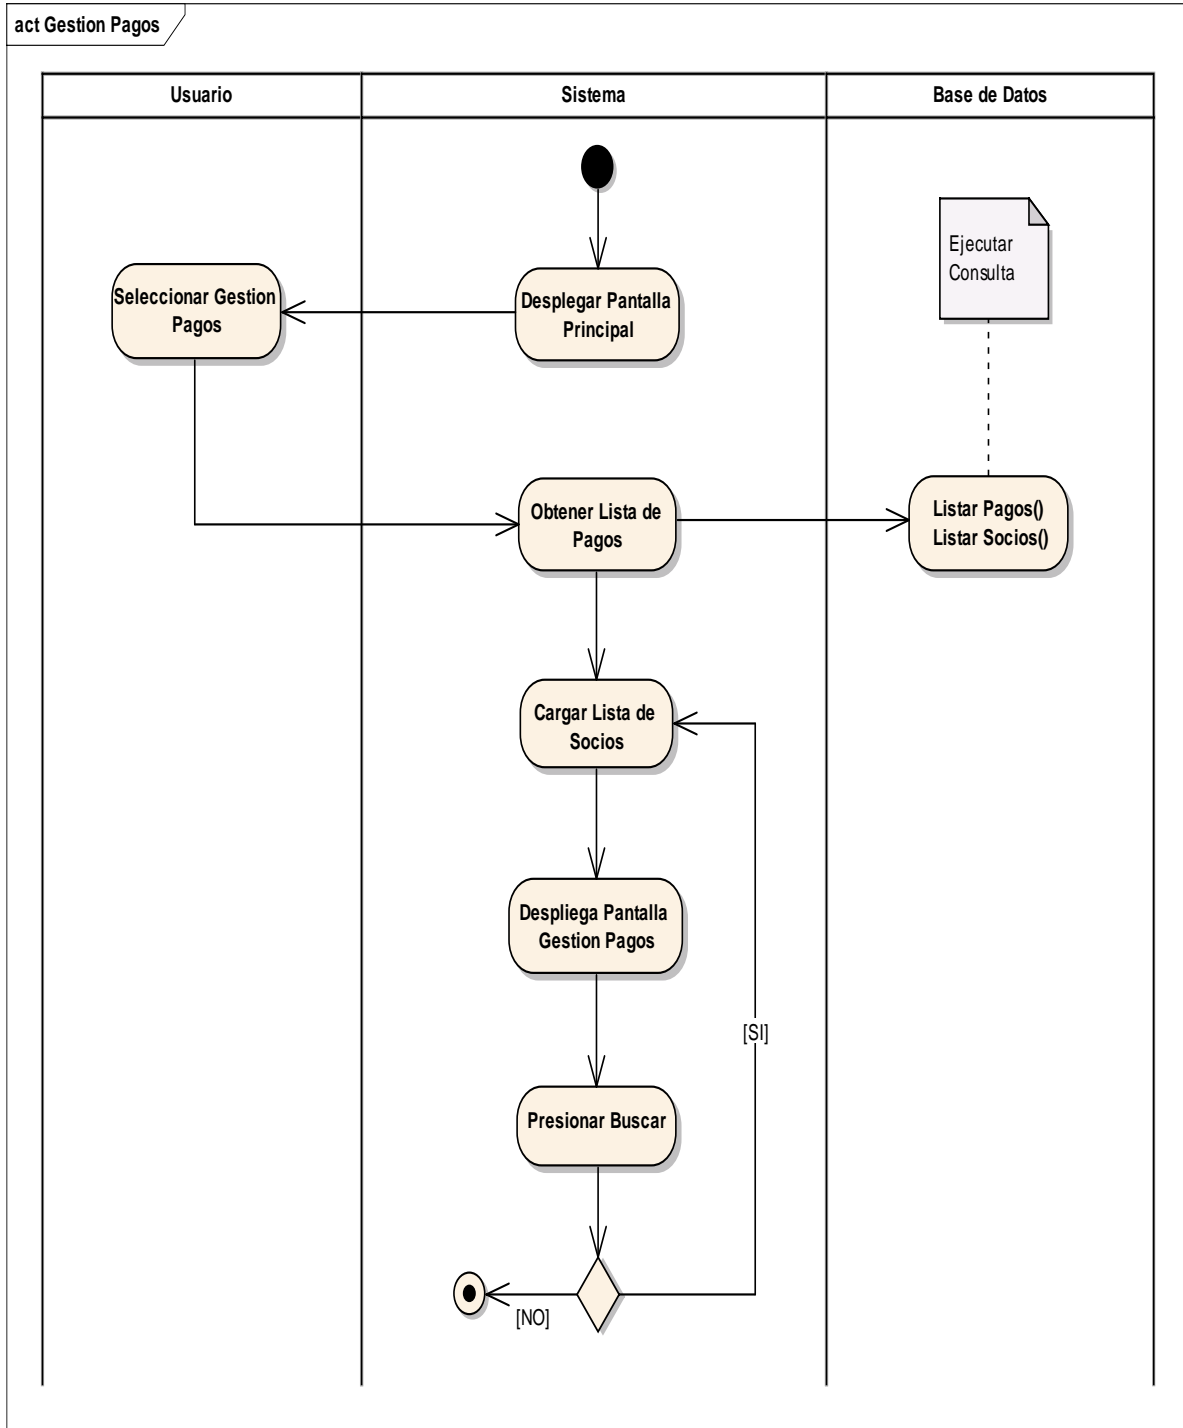 act Gestion Pagos
Usuario
Sistema
Base de Datos
Ejecutar
Consulta
Seleccionar Gestion
Pagos
Desplegar Pantalla
Principal
Obtener Lista de
Pagos
Listar Pagos()
Listar Socios()
Cargar Lista de
Socios
Despliega Pantalla
Gestion Pagos
[SI]
Presionar Buscar
[NO]